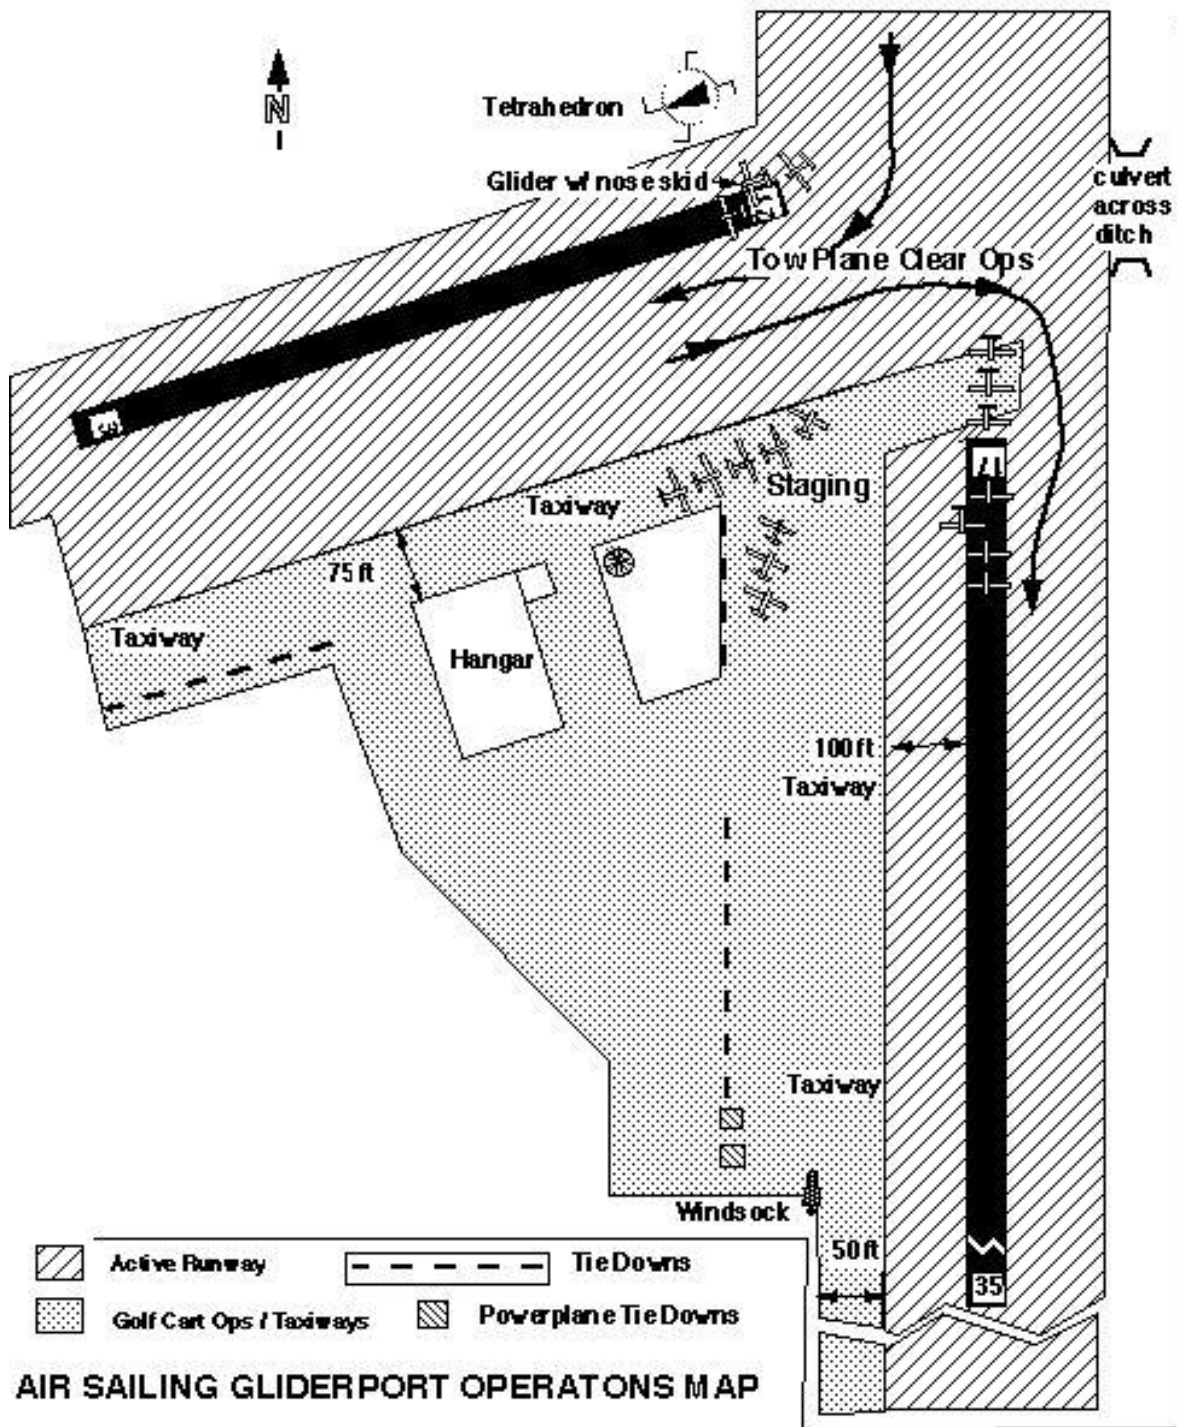 N
Tetrahedron
Glider w/ nose skid
culvert
across
ditch
Tow Plane Clear Ops
17
Staging
Taxiway
75 ft
Taxiway
Hangar
100 ft
Taxiway
Taxiway
Windsock
50 ft
35
Active Runway
Tie Downs
Golf Cart Ops / Taxiways
Powerplane Tie Downs
AIR SAILING GLIDERPORT OPERATONS MAP